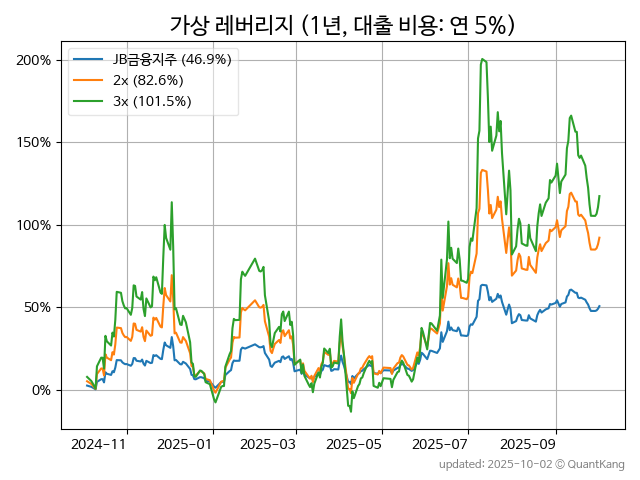 가상 레버리지 (1년, 대출 비용: 연 5%)
JB금융지주 (46.9%)
2x (82.6%)
3x (101.5%)
200%
150%
100%
50%
0%
2024-11 2025-01 2025-03 2025-05 2025-07 2025-09
updated: 2025-10-02 © QuantKang